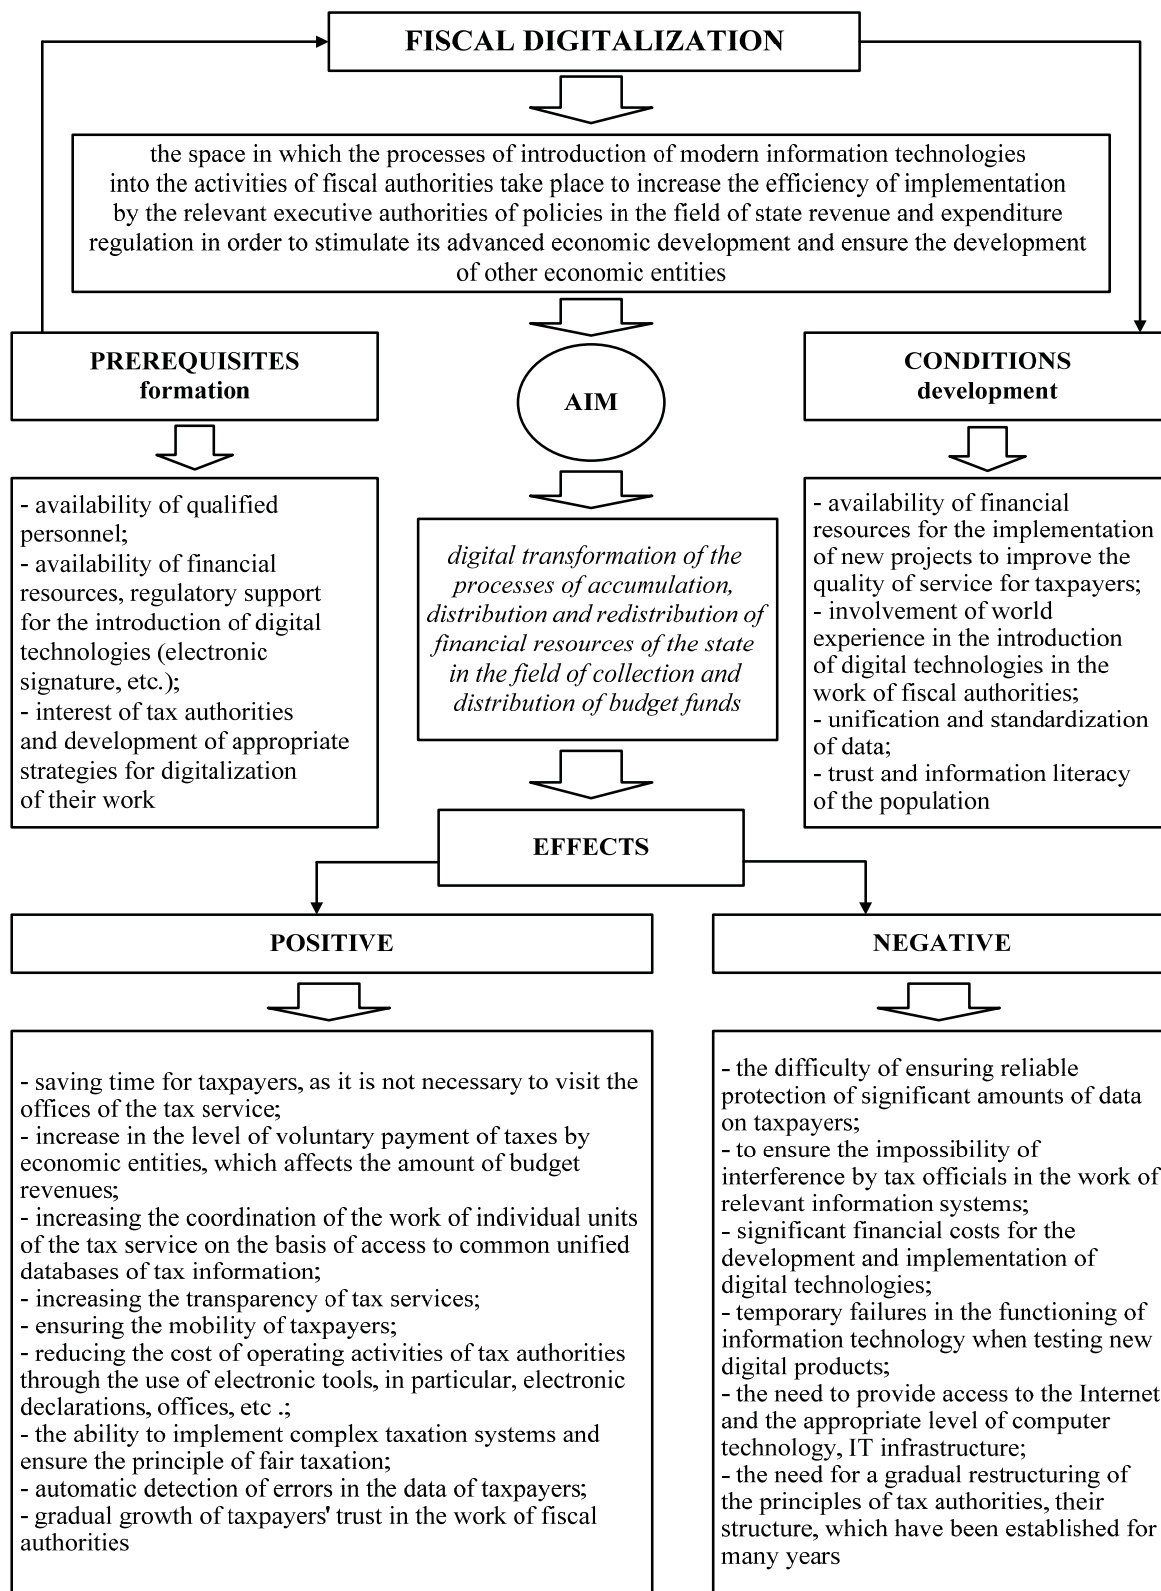 FISCAL DIGITALIZATION
the space in which the processes of introduction of modern information technologies
into the activities of fiscal authorities take place to increase the efficiency of implementation
by the relevant executive authorities of policies in the field of state revenue and expenditure
regulation in order to stimulate its advanced economic development and ensure the development
of other economic entities
PREREQUISITES
formation
AIM
CONDITIONS
development
- availability of qualified
personnel;
- availability of financial
resources, regulatory support
for the introduction of digital
technologies (electronic
signature, etc.);
- interest of tax authorities
and development of appropriate
strategies for digitalization
of their work
digital transformation of the
processes of accumulation,
distribution and redistribution of
financial resources of the state
in the field of collection and
distribution of budget funds
- availability of financial
resources for the implementation
of new projects to improve the
quality of service for taxpayers;
- involvement of world
experience in the introduction
of digital technologies in the
work of fiscal authorities;
- unification and standardization
of data;
- trust and information literacy
of the population
EFFECTS
POSITIVE
NEGATIVE
- saving time for taxpayers, as it is not necessary to visit the
offices of the tax service;
- increase in the level of voluntary payment of taxes by
economic entities, which affects the amount of budget
revenues;
- increasing the coordination of the work of individual units
of the tax service on the basis of access to common unified
databases of tax information;
- increasing the transparency of tax services;
- ensuring the mobility of taxpayers;
- reducing the cost of operating activities of tax authorities
through the use of electronic tools, in particular, electronic
declarations, offices, etc .;
- the ability to implement complex taxation systems and
ensure the principle of fair taxation;
- automatic detection of errors in the data of taxpayers;
- gradual growth of taxpayers' trust in the work of fiscal
authorities
- the difficulty of ensuring reliable
protection of significant amounts of data
on taxpayers;
- to ensure the impossibility of
interference by tax officials in the work of
relevant information systems;
- significant financial costs for the
development and implementation of
digital technologies;
- temporary failures in the functioning of
information technology when testing new
digital products;
- the need to provide access to the Internet
and the appropriate level of computer
technology, IT infrastructure;
- the need for a gradual restructuring of
the principles of tax authorities, their
structure, which have been established for
many years